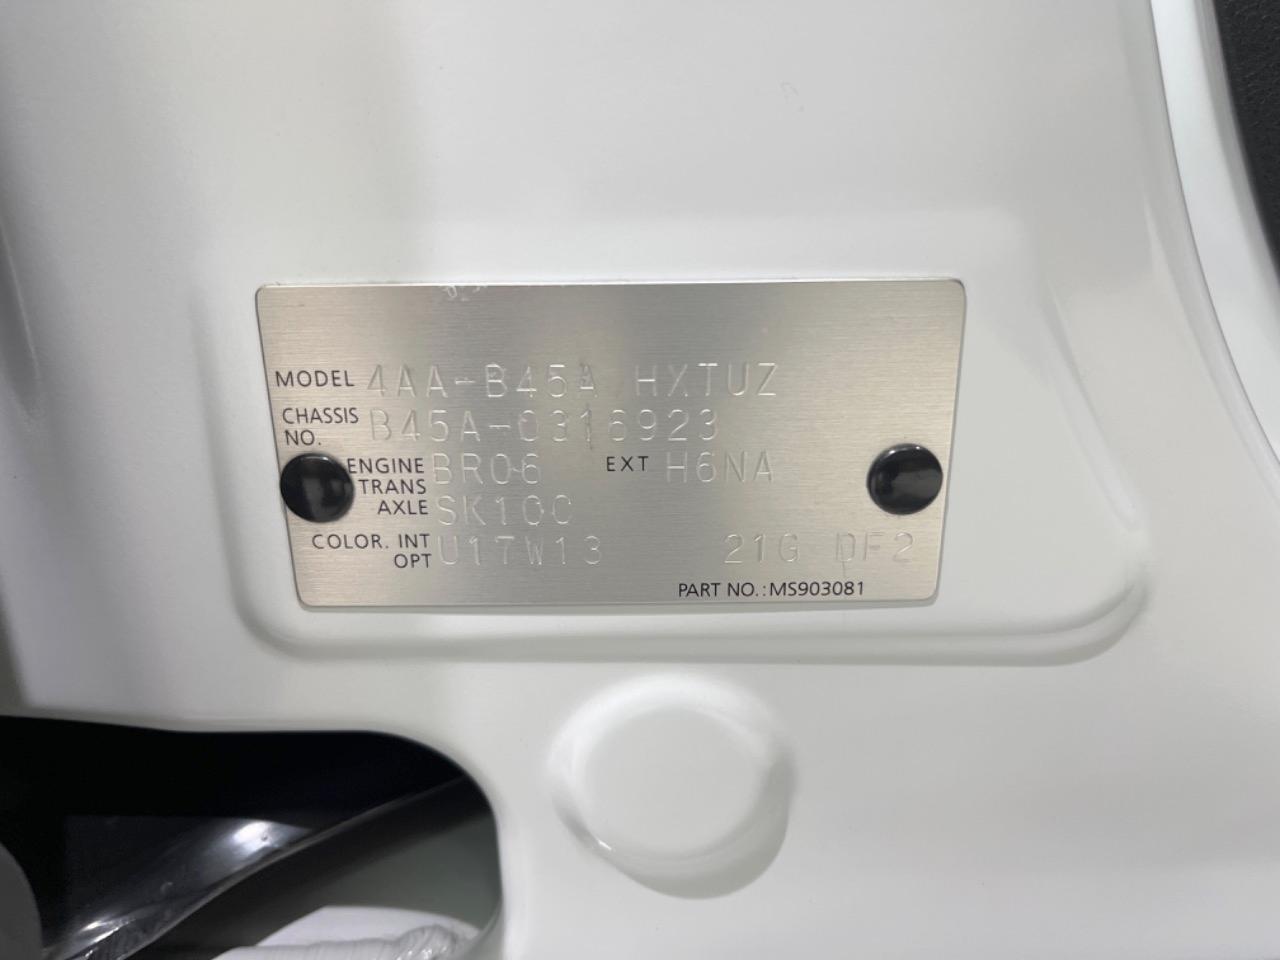 MODEL 4AA-B45A HXTUZ
CHASSIS NO. B45A-0316923
ENGINE BR06 EXT H6NA
TRANS AXLE SK10C
COLOR. INT OPT U17W13 21G DF2
PART NO.:MS903081